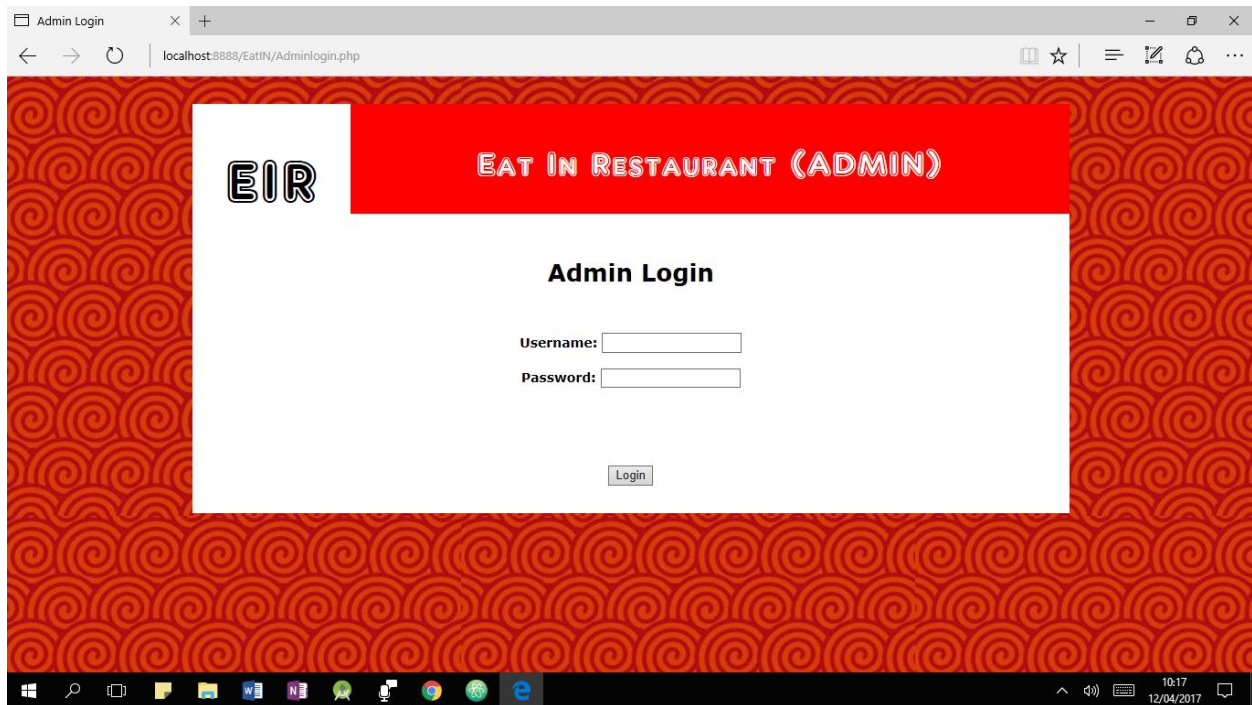 Admin Login
localhost:8888/EatIN/Adminlogin.php
EIR
EAT IN RESTAURANT (ADMIN)
Admin Login
Username:
Password:
Login
10:17
12/04/2017